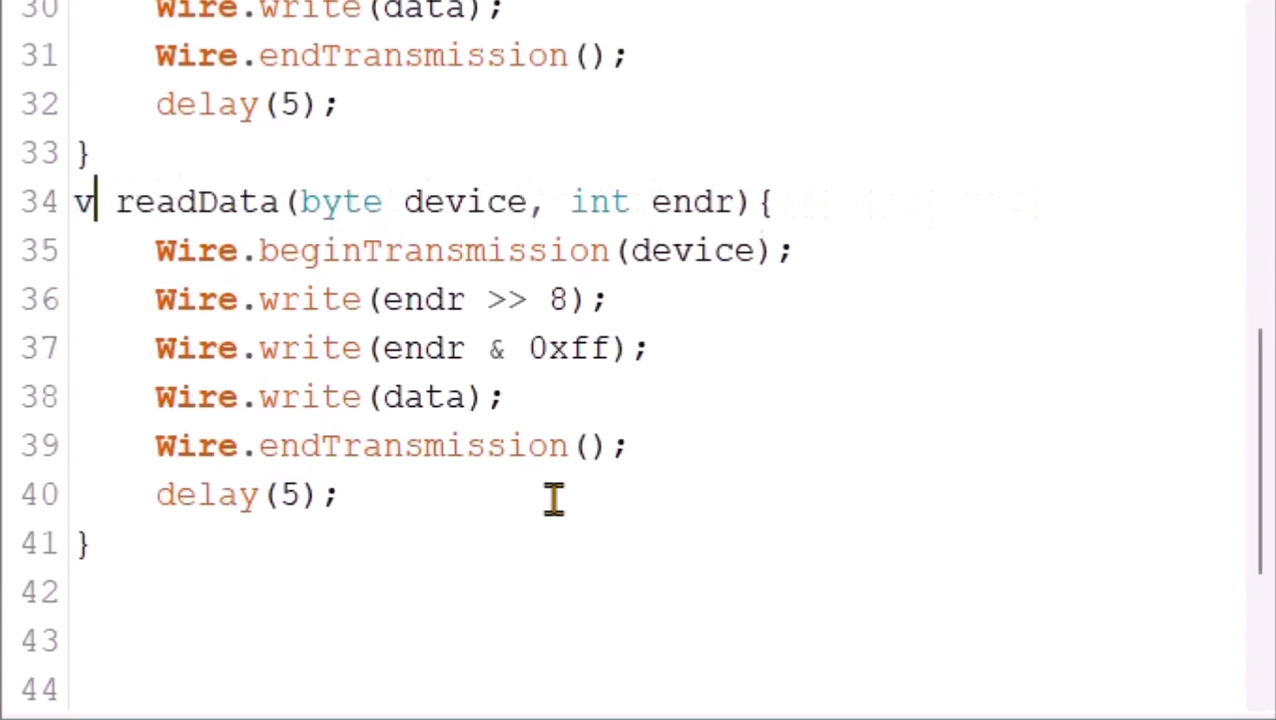 30 Wire.write(data);
31 Wire.endTransmission();
32 delay(5);
33 }
34 v readData(byte device, int endr){
35 Wire.beginTransmission(device);
36 Wire.write(endr >> 8);
37 Wire.write(endr & 0xff);
38 Wire.write(data);
39 Wire.endTransmission();
40 delay(5);
41 }
42
43
44